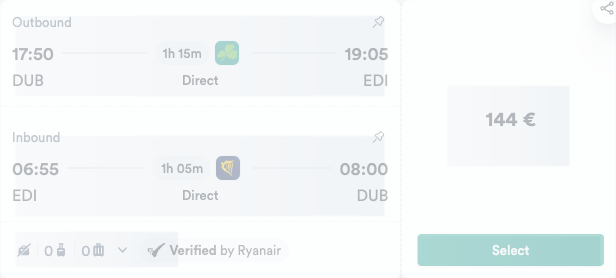 Outbound
17:50 1h 15m 19:05
DUB Direct EDI
144 €
Inbound
06:55 1h 05m 08:00
EDI Direct DUB
0 0 Verified by Ryanair
Select